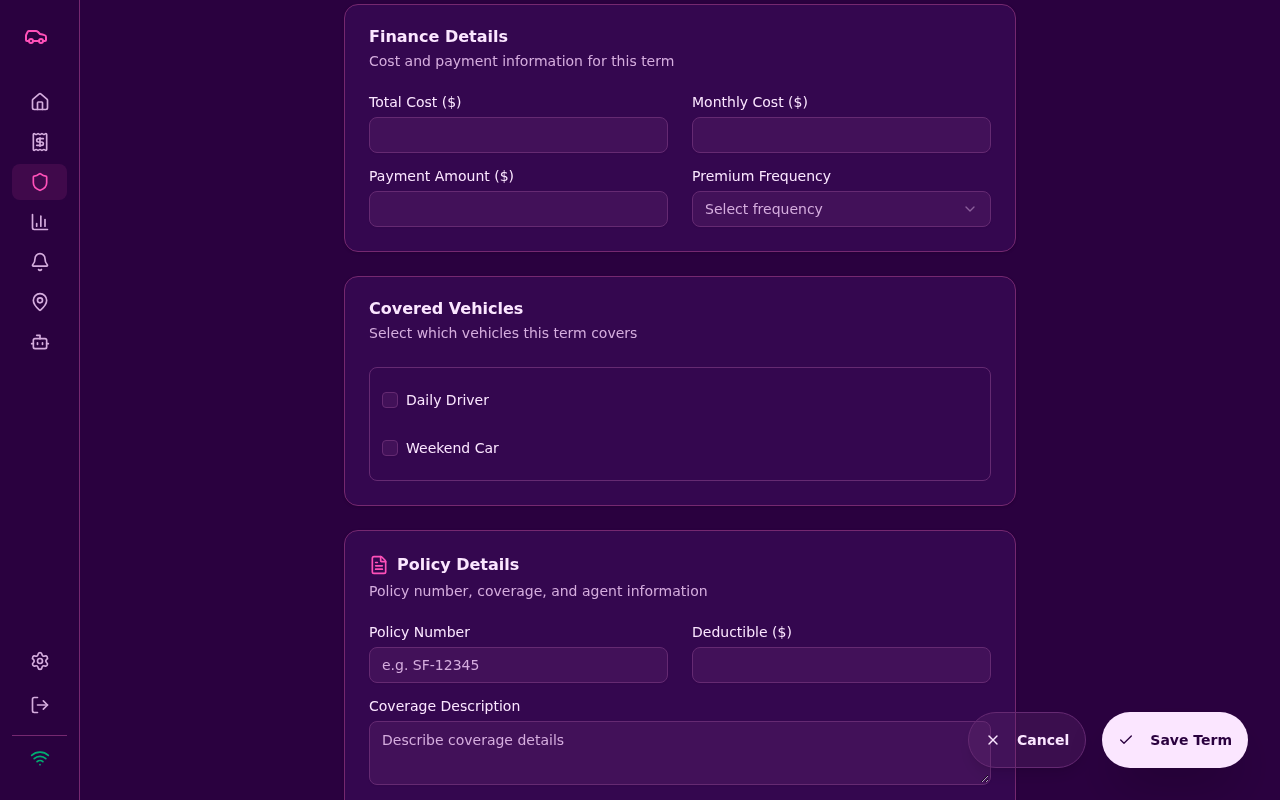 Finance Details
Cost and payment information for this term
Total Cost ($)
Monthly Cost ($)
Payment Amount ($)
Premium Frequency
Select frequency
Covered Vehicles
Select which vehicles this term covers
Daily Driver
Weekend Car
Policy Details
Policy number, coverage, and agent information
Policy Number
Deductible ($)
e.g. SF-12345
Coverage Description
Describe coverage details
Cancel
Save Term